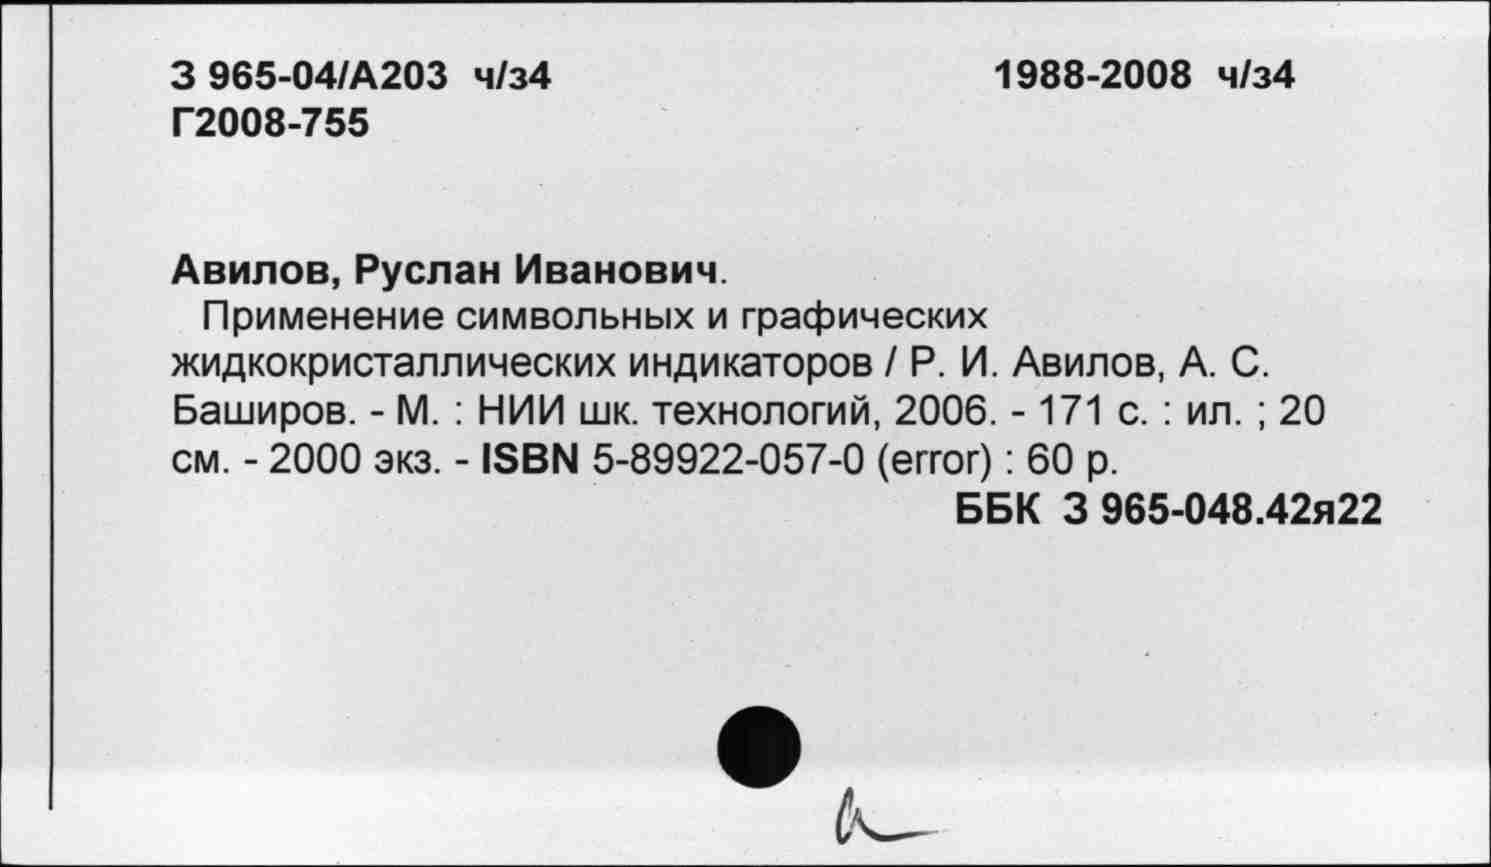 З 965-04/А203 ч/з4 1988-2008 ч/з4
Г2008-755
Авилов, Руслан Иванович.
Применение символьных и графических
жидкокристаллических индикаторов / Р. И. Авилов, А. С.
Баширов. - М. : НИИ шк. технологий, 2006. - 171 с. : ил. ; 20
см. - 2000 экз. - ISBN 5-89922-057-0 (error) : 60 р.
ББК З 965-048.42я22